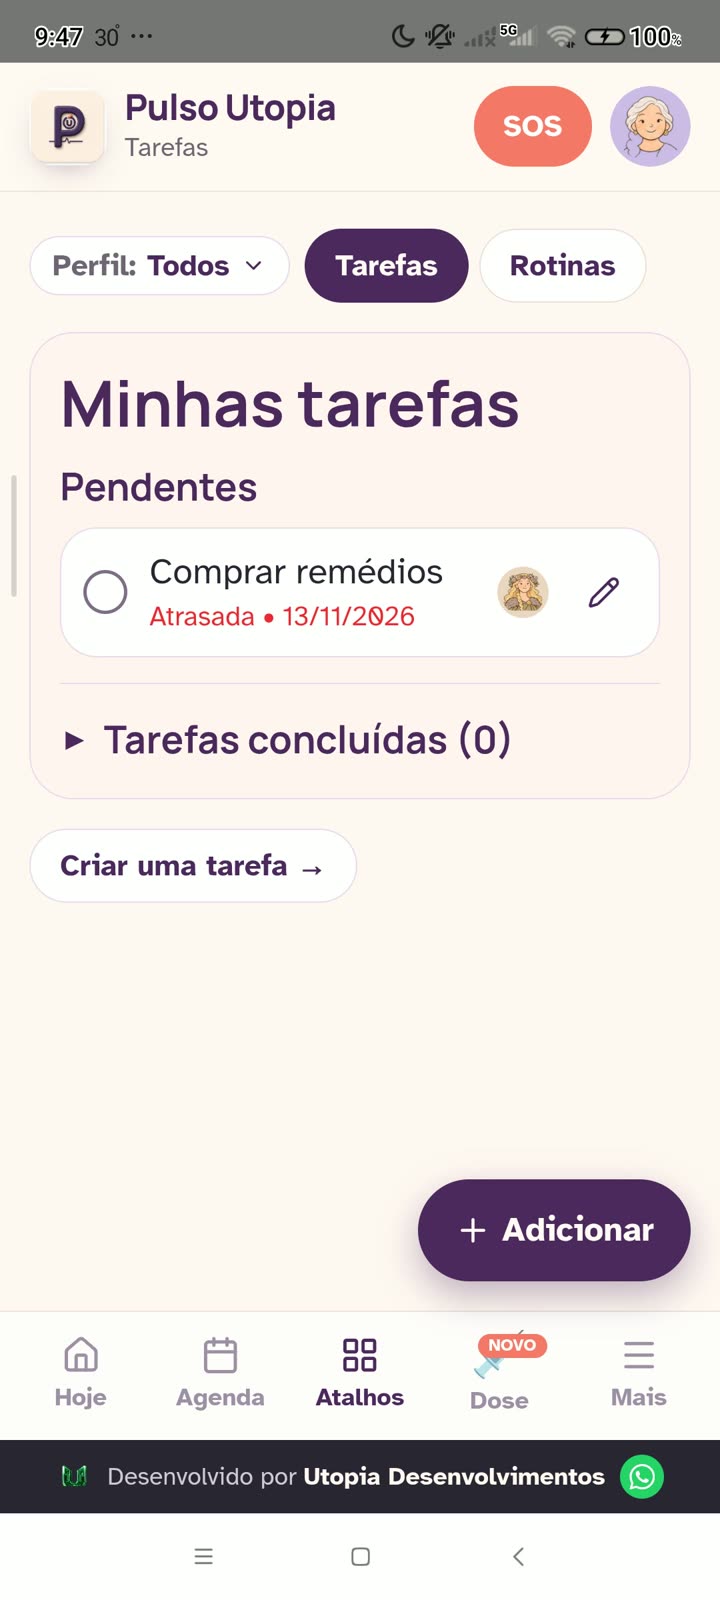 9:47 30° ••• 5G 100%
Pulso Utopia
Tarefas
SOS
Perfil: Todos
Tarefas
Rotinas
Minhas tarefas
Pendentes
Comprar remédios
Atrasada • 13/11/2026
▶ Tarefas concluídas (0)
Criar uma tarefa →
+ Adicionar
NOVO
Hoje Agenda Atalhos Dose Mais
Desenvolvido por Utopia Desenvolvimentos